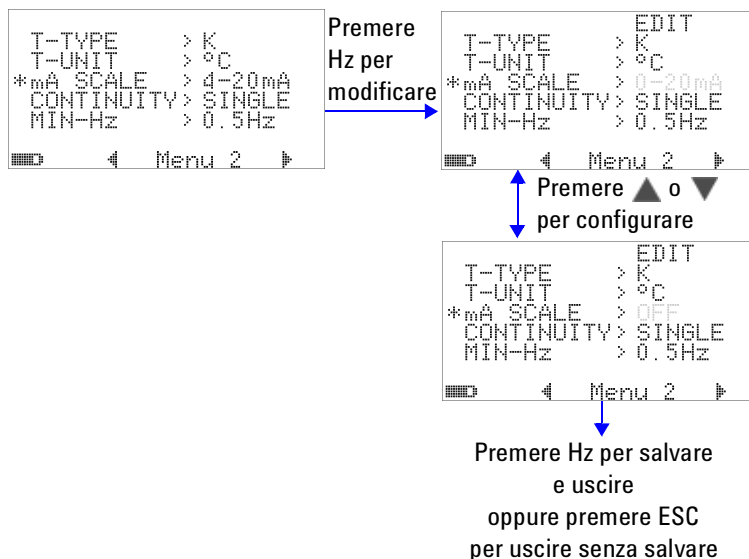 T-TYPE > K
T-UNIT > °C
*mA SCALE > 4-20mA
CONTINUITY> SINGLE
MIN-Hz > 0.5Hz
Menu 2
Premere
Hz per
modificare
EDIT
T-TYPE > K
T-UNIT > °C
*mA SCALE > 0-20mA
CONTINUITY> SINGLE
MIN-Hz > 0.5Hz
Menu 2
Premere ▲ o ▼
per configurare
EDIT
T-TYPE > K
T-UNIT > °C
*mA SCALE > OFF
CONTINUITY> SINGLE
MIN-Hz > 0.5Hz
Menu 2
Premere Hz per salvare
e uscire
oppure premere ESC
per uscire senza salvare